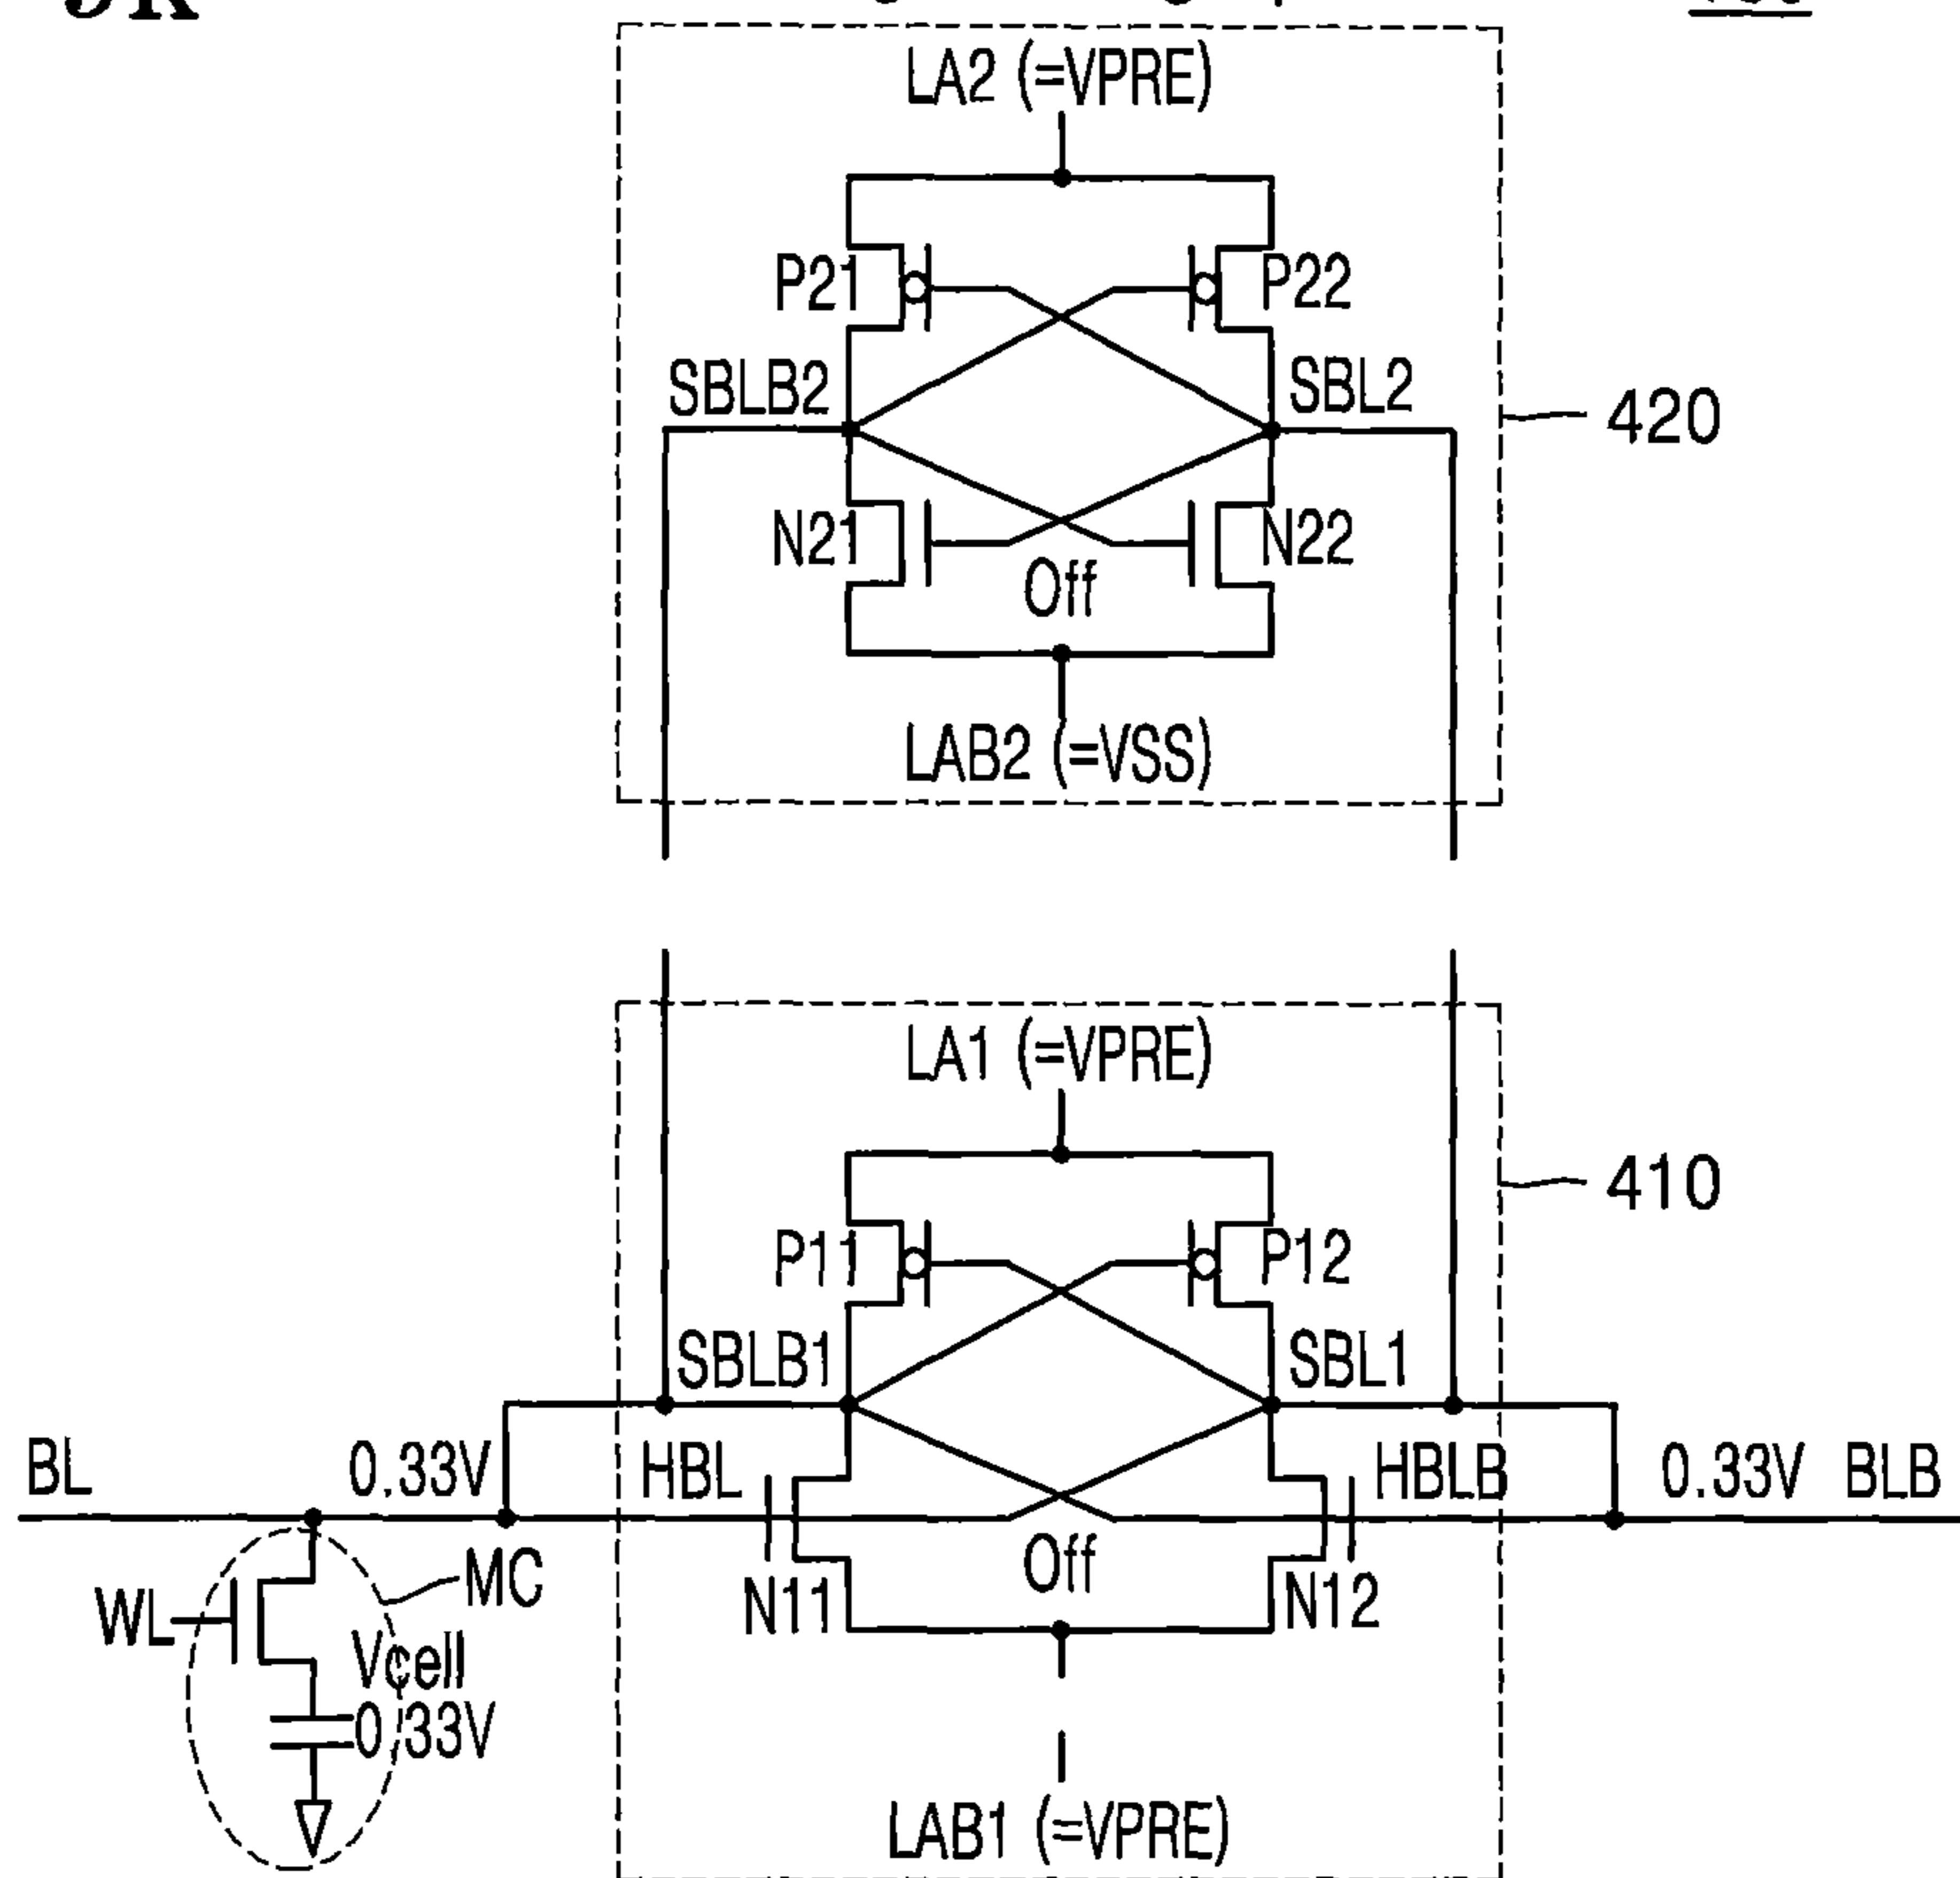 LA2 (=VPRE)
P21
P22
SBLB2
SBL2
420
N21
N22
Off
LAB2 (=VSS)
LA1 (=VPRE)
410
P11
P12
SBLB1
SBL1
BL
0.33V
HBL
HBLB
0.33V
BLB
Off
MC
WL
N11
N12
Vcell
0.33V
LAB1 (=VPRE)